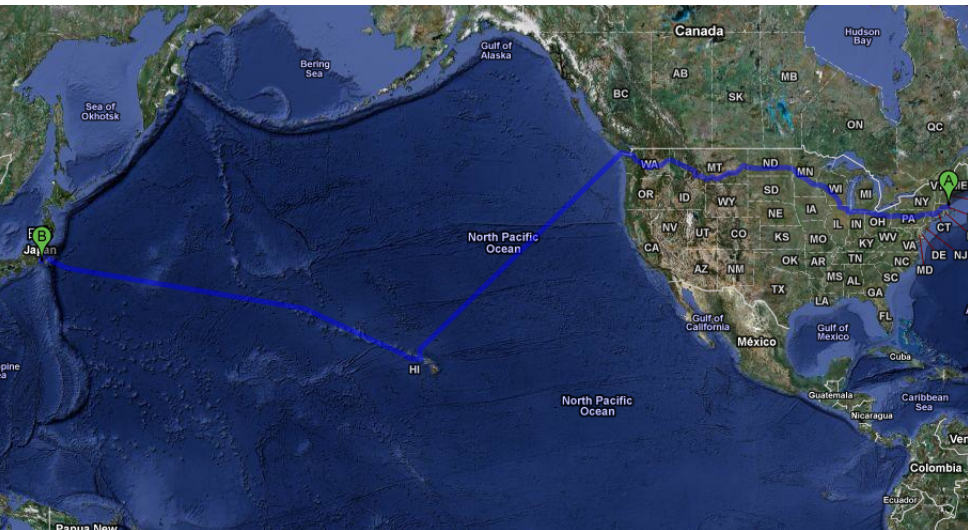 Canada
Hudson
Bay
Gulf of
Alaska
Bering
Sea
AB
MB
BC
SK
Sea of
Okhotsk
ON
QC
WA
MT
ND
MN
A
OR
ID
SD
WI
MI
NY
WY
NE
IA
B
Japan
NV
UT
CO
IL
IN
OH
PA
CT
North Pacific
Ocean
CA
KS
MO
KY
WV
VA
DE
NJ
MD
AZ
NM
OK
AR
TN
NC
MS
AL
SC
TX
GA
LA
FL
Gulf of
California
Gulf of
Mexico
México
Cuba
HI
North Pacific
Ocean
Guatemala
Caribbean
Sea
Nicaragua
Colombia
Ecuador
Papua New